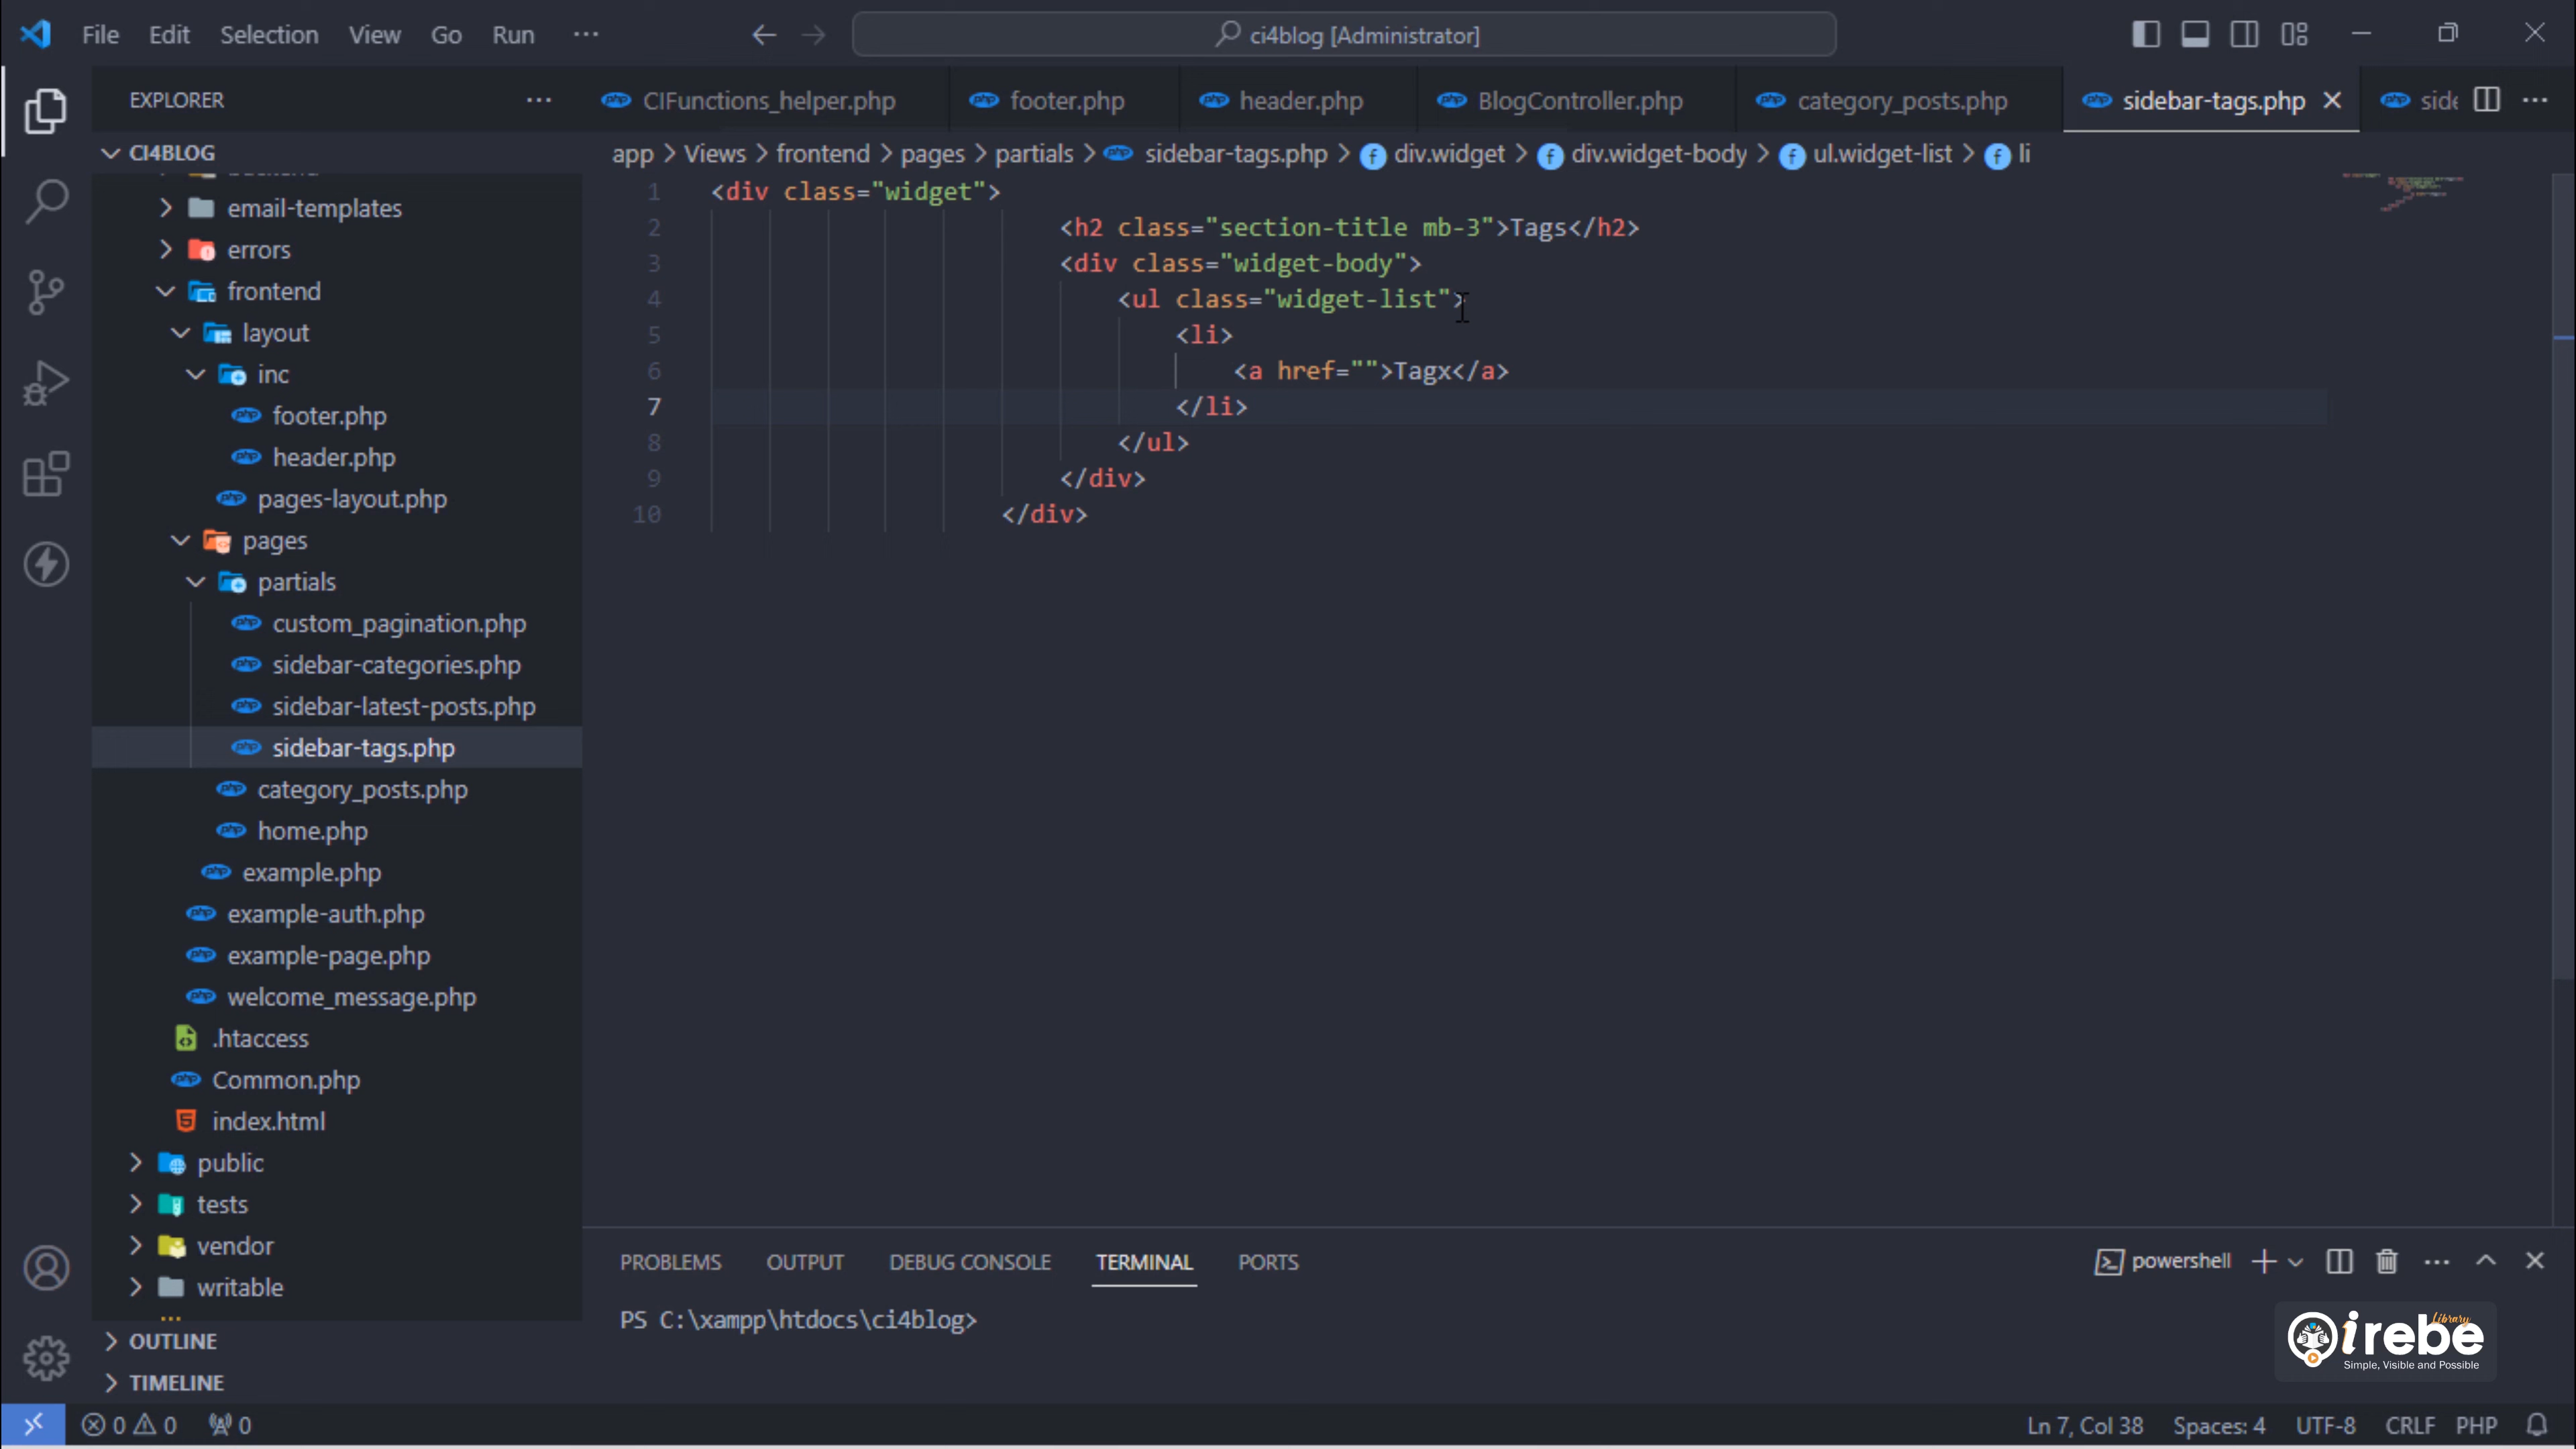 File Edit Selection View Go Run ···
ci4blog [Administrator]
EXPLORER ···
CIFunctions_helper.php footer.php header.php BlogController.php category_posts.php sidebar-tags.php
CI4BLOG
app > Views > frontend > pages > partials > sidebar-tags.php > div.widget > div.widget-body > ul.widget-list > li
email-templates
errors
frontend
layout
inc
footer.php
header.php
pages-layout.php
pages
partials
custom_pagination.php
sidebar-categories.php
sidebar-latest-posts.php
sidebar-tags.php
category_posts.php
home.php
example.php
example-auth.php
example-page.php
welcome_message.php
.htaccess
Common.php
index.html
public
tests
vendor
writable
OUTLINE
TIMELINE
1 <div class="widget">
2 <h2 class="section-title mb-3">Tags</h2>
3 <div class="widget-body">
4 <ul class="widget-list">
5 <li>
6 <a href="">Tagx</a>
7 </li>
8 </ul>
9 </div>
10 </div>
PROBLEMS OUTPUT DEBUG CONSOLE TERMINAL PORTS
powershell
PS C:\xampp\htdocs\ci4blog>
irebe Library
Simple, Visible and Possible
0 0 0
Ln 7, Col 38 Spaces: 4 UTF-8 CRLF PHP